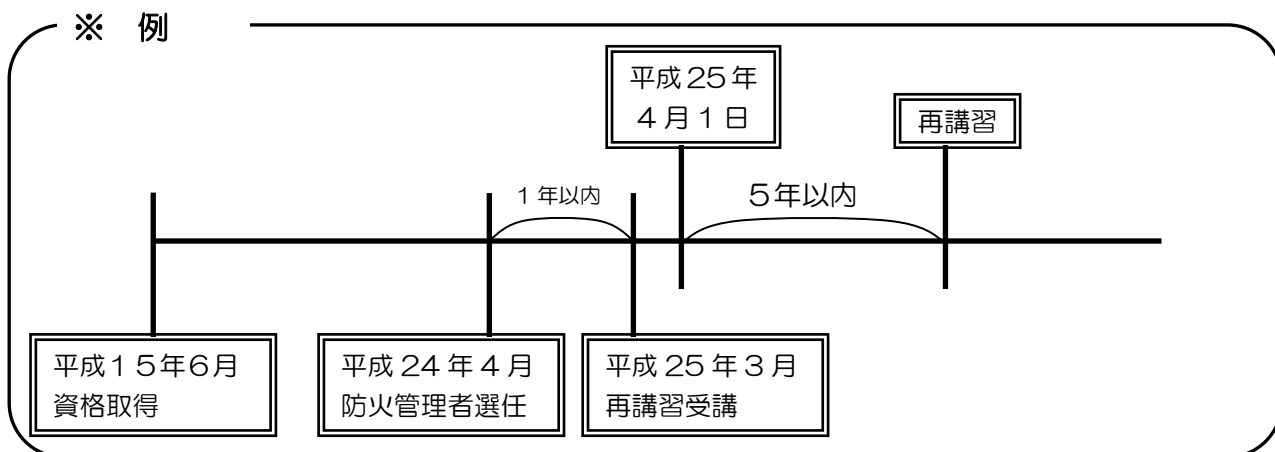 ※ 例
平成25年
４月１日
再講習
１年以内
５年以内
平成１５年６月
資格取得
平成24年４月
防火管理者選任
平成25年３月
再講習受講